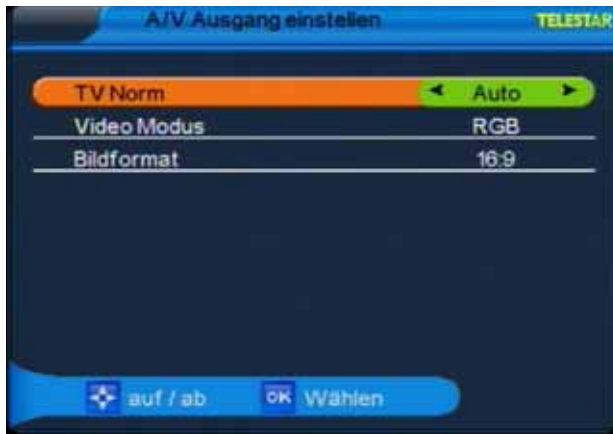 A/V Ausgang einstellen TELESTAR
TV Norm Auto
Video Modus RGB
Bildformat 16:9
auf / ab OK Wählen